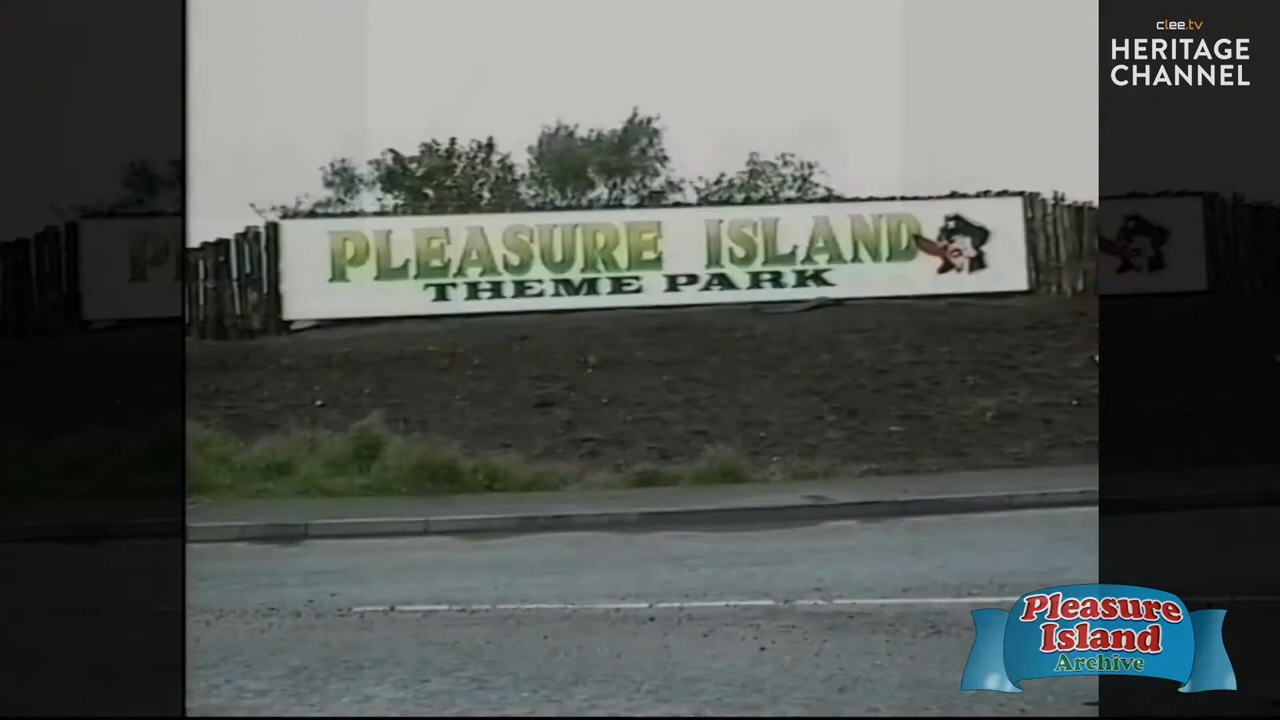 clee.tv
HERITAGE
CHANNEL
PLEASURE ISLAND
THEME PARK
Pleasure
Island
Archive